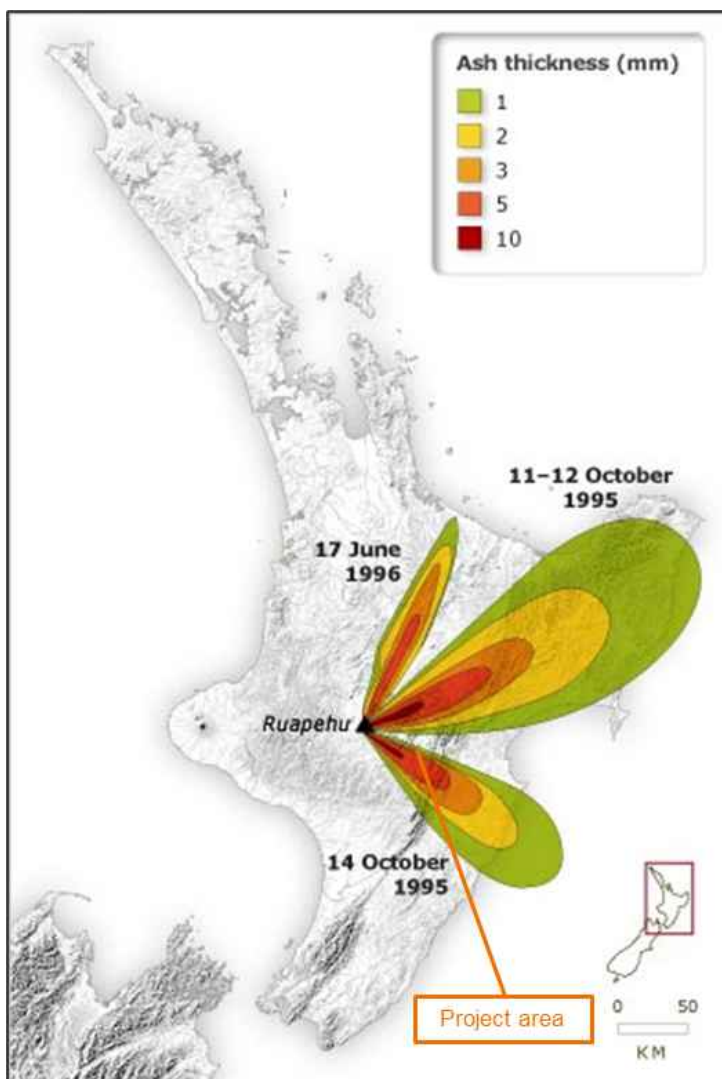 Ash thickness (mm)
1
2
3
5
10
11–12 October
1995
17 June
1996
Ruapehu
14 October
1995
Project area
0 50
KM